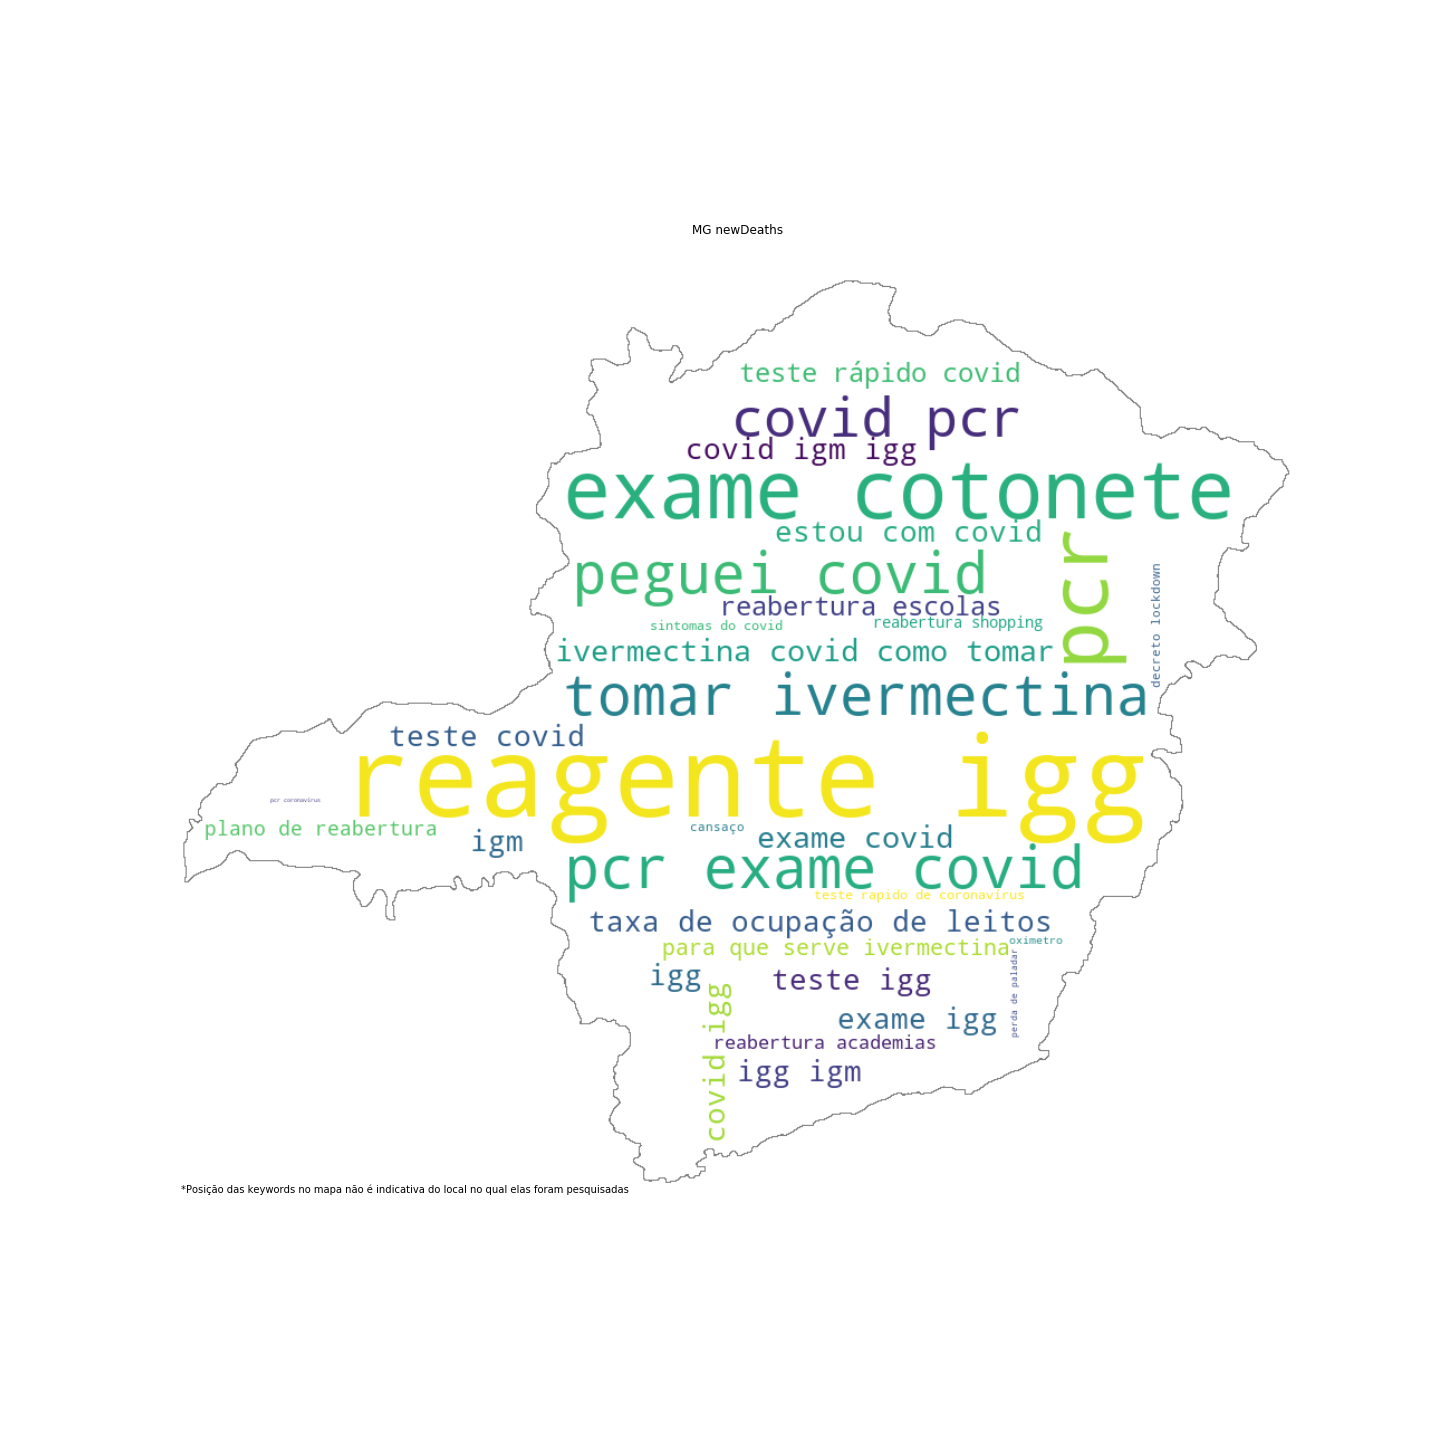 MG newDeaths
teste rápido covid
covid pcr
covid igm igg
exame cotonete
estou com covid
pcr
peguei covid
decreto lockdown
reabertura escolas
sintomas do covid
reabertura shopping
ivermectina covid como tomar
tomar ivermectina
teste covid
reagente igg
pcr coronavírus
plano de reabertura
igm
cansaço
exame covid
pcr exame covid
teste rapido de coronavirus
taxa de ocupação de leitos
para que serve ivermectina
oximetro
perda de paladar
igg
teste igg
covid igg
exame igg
reabertura academias
igg igm
*Posição das keywords no mapa não é indicativa do local no qual elas foram pesquisadas